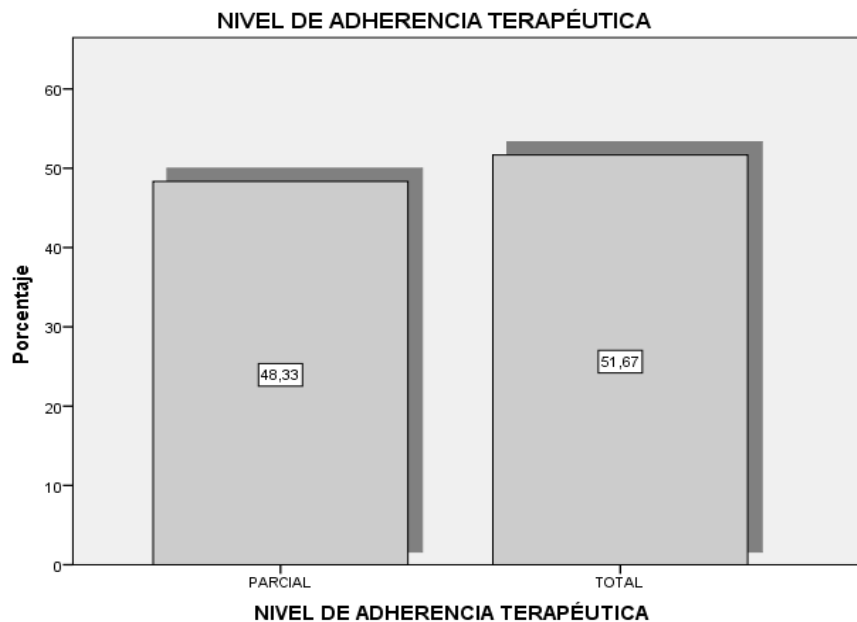 NIVEL DE ADHERENCIA TERAPÉUTICA
Porcentaje
60
50
40
30
20
10
0
48,33
51,67
PARCIAL
TOTAL
NIVEL DE ADHERENCIA TERAPÉUTICA